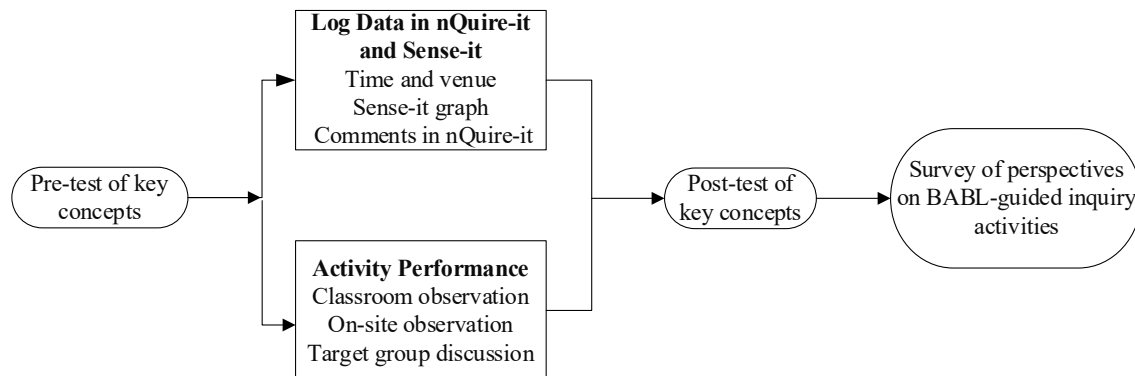 Pre-test of key
concepts
Log Data in nQuire-it
and Sense-it
Time and venue
Sense-it graph
Comments in nQuire-it
Activity Performance
Classroom observation
On-site observation
Target group discussion
Post-test of
key concepts
Survey of perspectives
on BABL-guided inquiry
activities